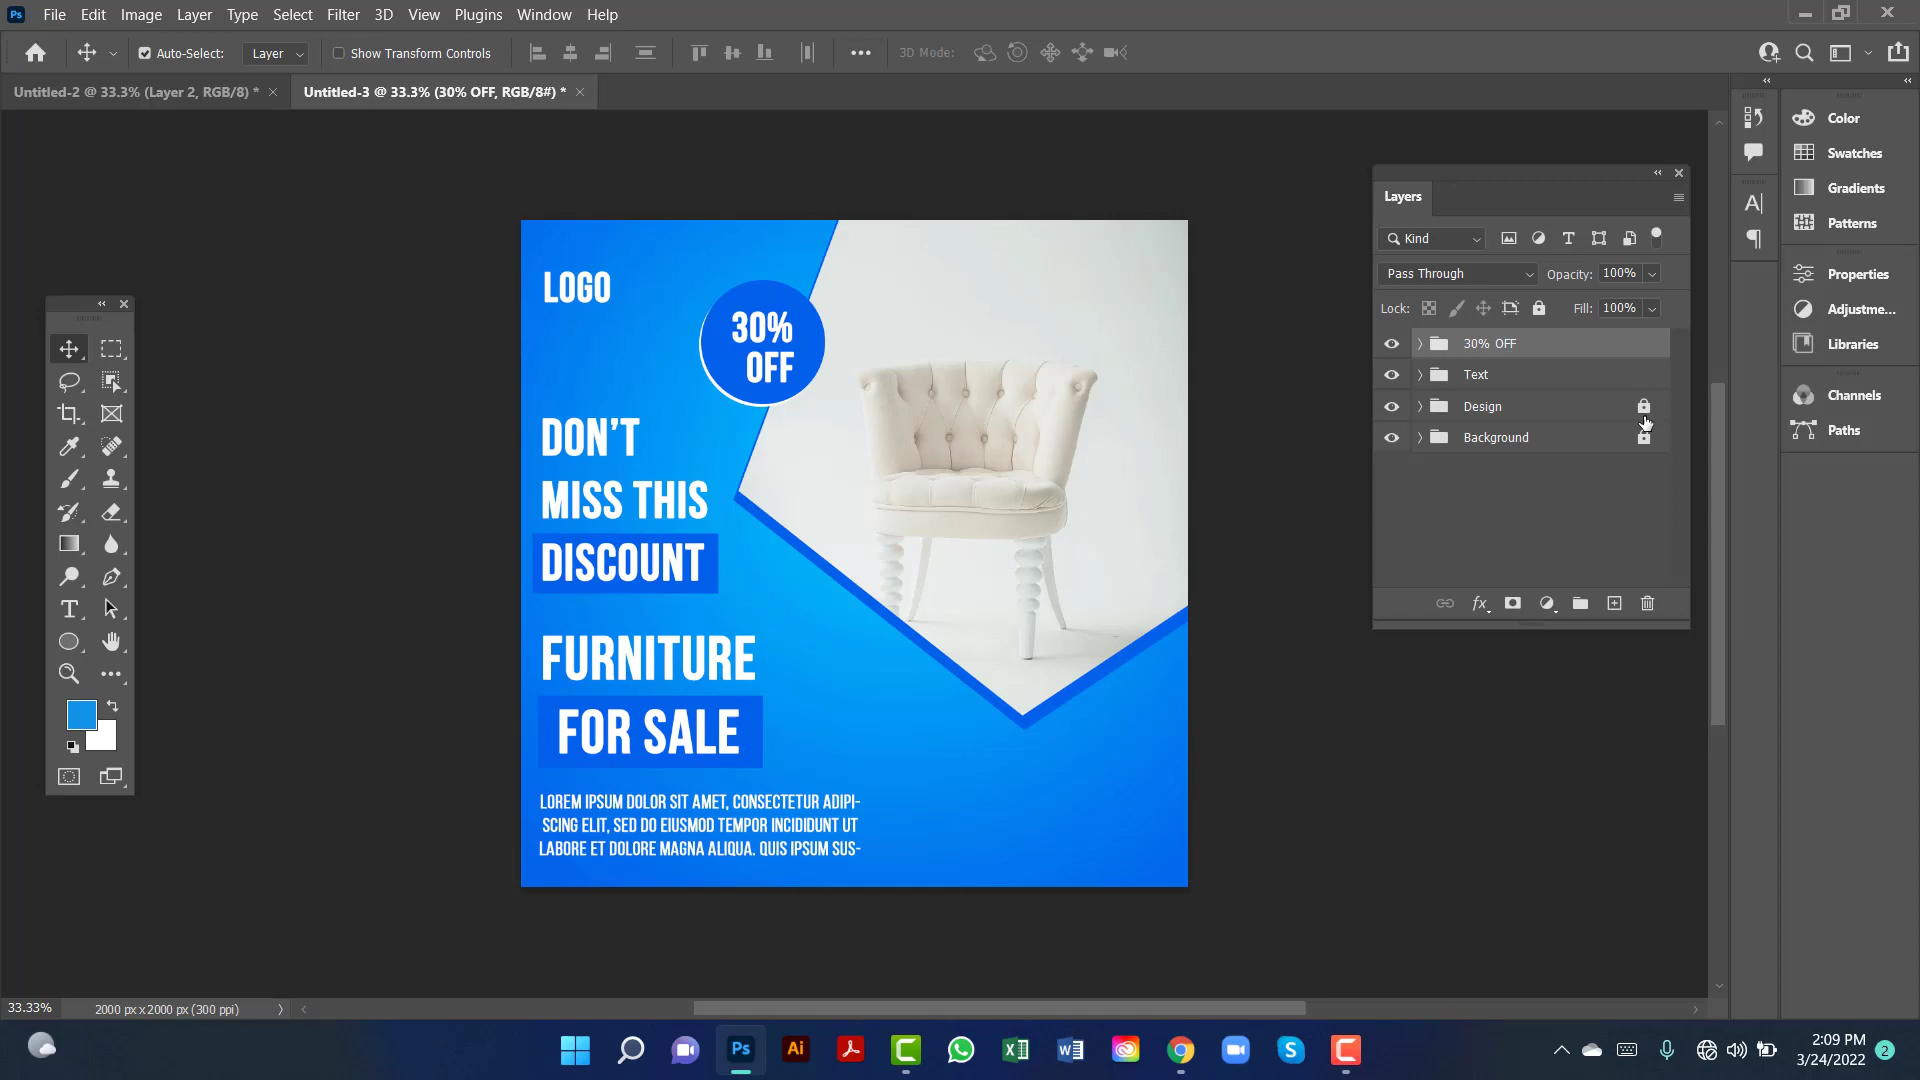 Ps File Edit Image Layer Type Select Filter 3D View Plugins Window Help
Auto-Select: Layer Show Transform Controls 3D Mode:
Untitled-2 @ 33.3% (Layer 2, RGB/8) * Untitled-3 @ 33.3% (30% OFF, RGB/8#) *
LOGO
30%
OFF
DON'T
MISS THIS
DISCOUNT
FURNITURE
FOR SALE
LOREM IPSUM DOLOR SIT AMET, CONSECTETUR ADIPI-
SCING ELIT, SED DO EIUSMOD TEMPOR INCIDIDUNT UT
LABORE ET DOLORE MAGNA ALIQUA. QUIS IPSUM SUS-
Layers
Kind
Pass Through Opacity: 100%
Lock: Fill: 100%
30% OFF
Text
Design
Background
fx
Color
Swatches
Gradients
Patterns
Properties
Adjustme...
Libraries
Channels
Paths
33.33% 2000 px x 2000 px (300 ppi)
Ps Ai
2:09 PM
3/24/2022 2